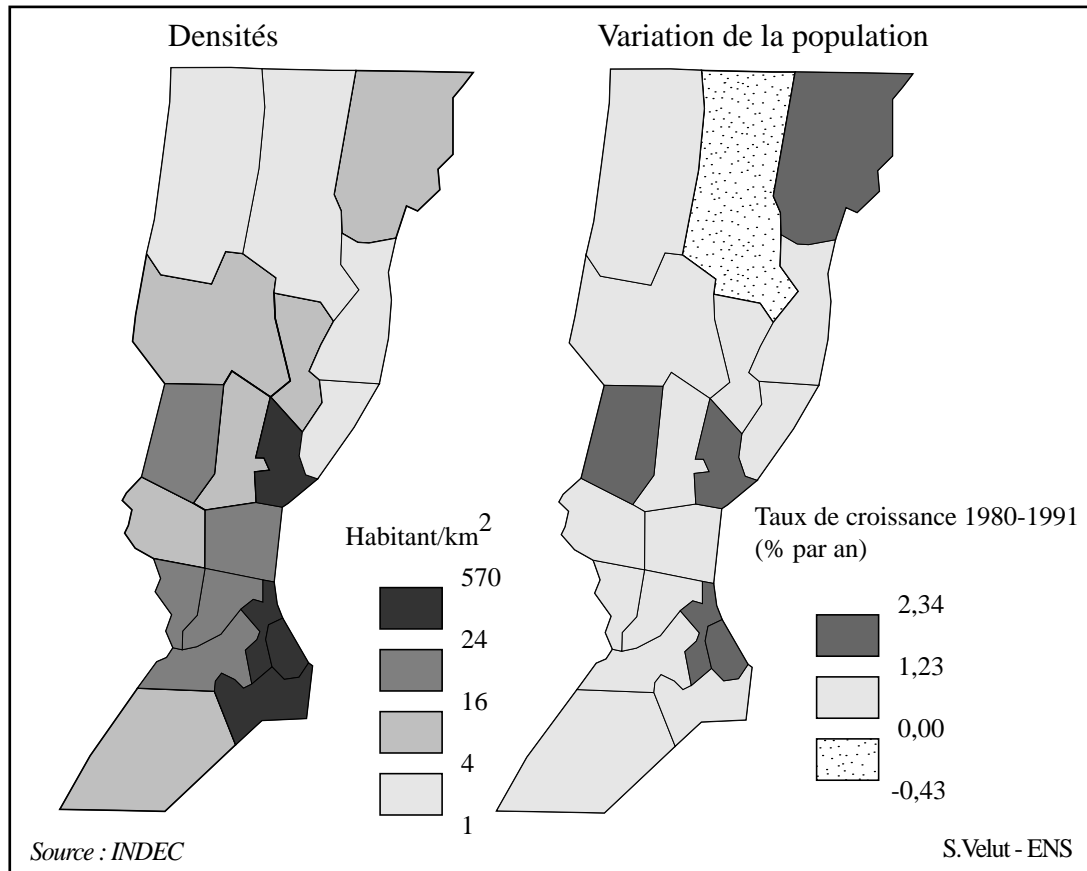 Densités
Variation de la population
Habitant/km2
570
24
16
4
1
Taux de croissance 1980-1991
(% par an)
2,34
1,23
0,00
-0,43
Source : INDEC
S.Velut - ENS